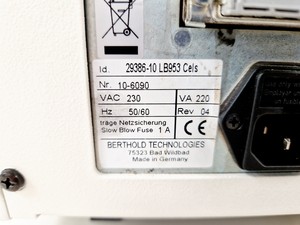 Id. 29386-10 LB953 Cels
Nr. 10-6090
VAC 230 VA 220
Hz 50/60 Rev 04
träge Netzsicherung
Slow Blow Fuse 1 A
CE
BERTHOLD TECHNOLOGIES
75323 Bad Wildbad
Made in Germany